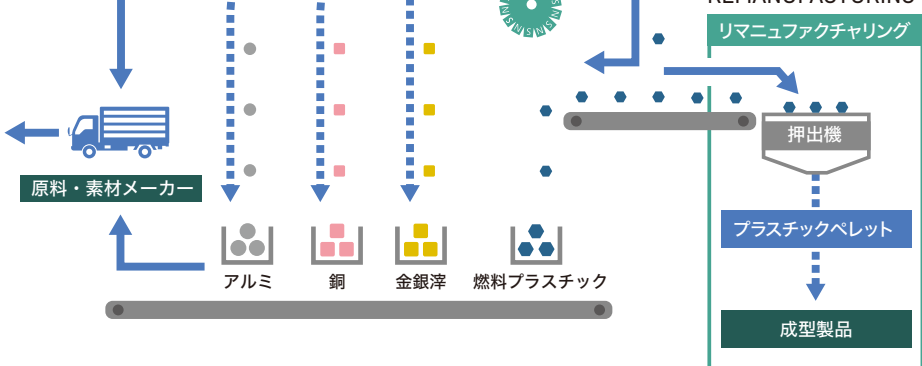 リマニュファクチャリング
押出機
原料・素材メーカー
プラスチックペレット
アルミ
銅
金銀滓
燃料プラスチック
成型製品